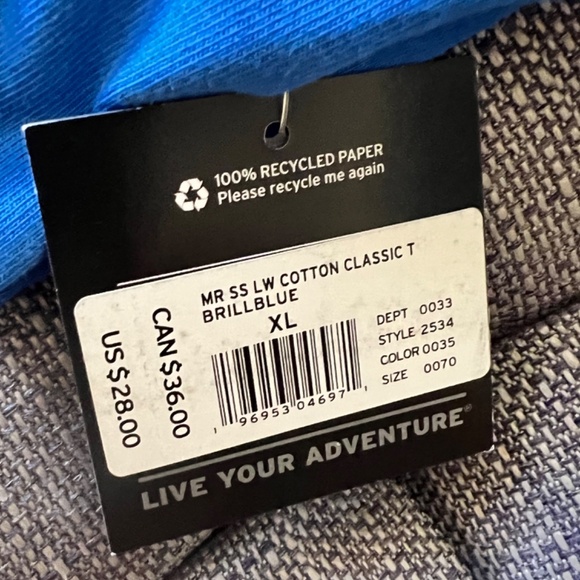 100% RECYCLED PAPER
Please recycle me again
MR SS LW COTTON CLASSIC T
BRILLBLUE
XL
DEPT 0033
STYLE 2534
COLOR 0035
SIZE 0070
1 96953 04697 1
CAN $36.00
US $28.00
LIVE YOUR ADVENTURE®